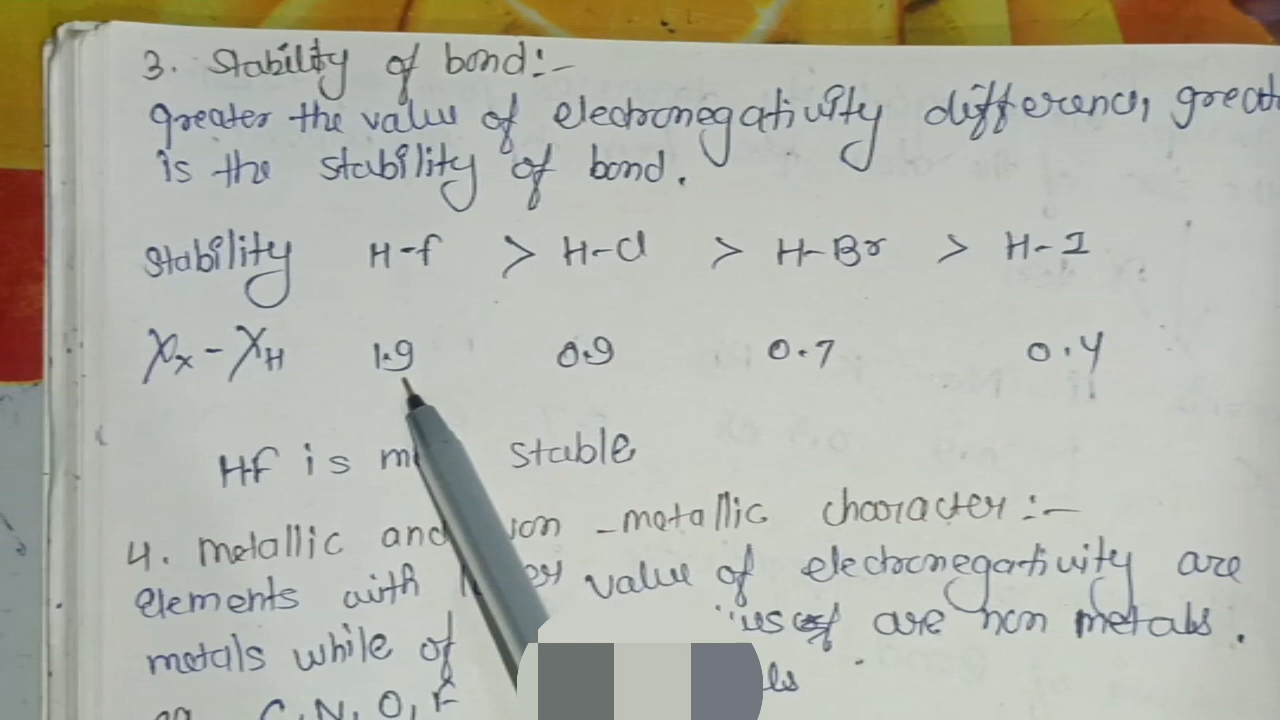 3. Stability of bond:-
greater the value of electronegativity difference, great
is the stability of bond.
Stability H-f > H-Cl > H-Br > H-I
Xx - XH 1.9 0.9 0.7 0.4
HF is m stable
4. Metallic and non-metallic character:-
Elements with value of electronegativity are
metals while of are non metals.
C, N, O, F